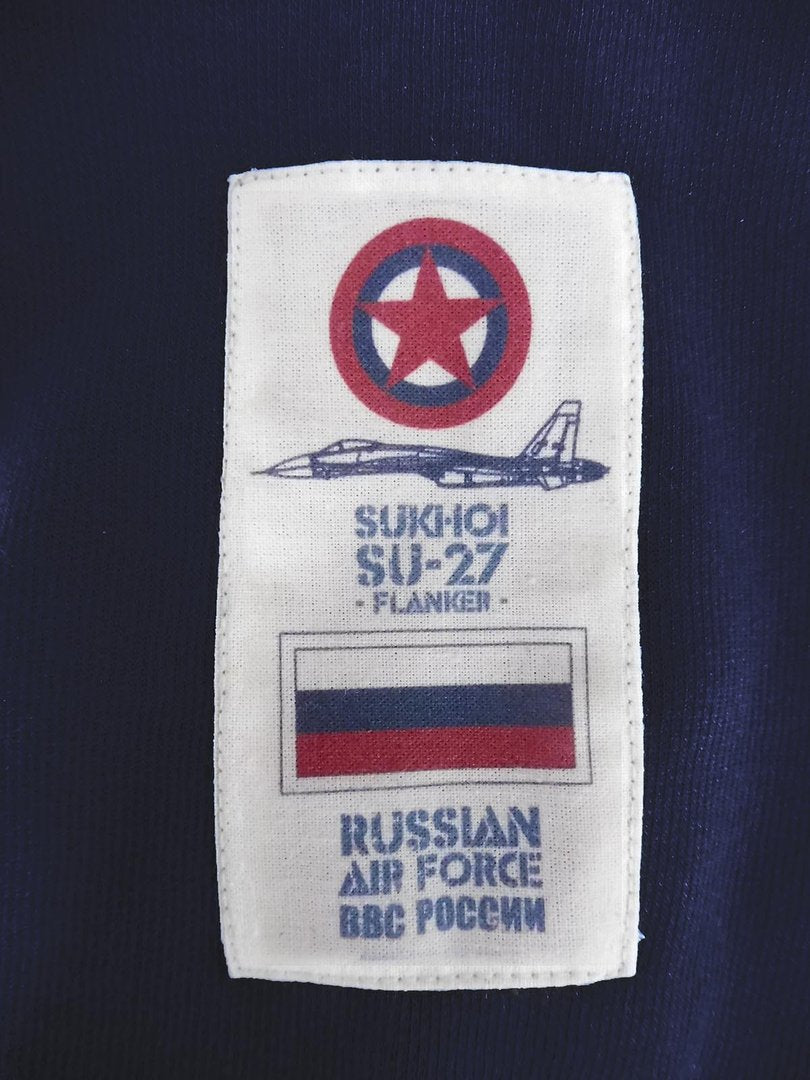 SUKHOI
SU-27
- FLANKER -
RUSSIAN
AIR FORCE
ВВС РОССИИ